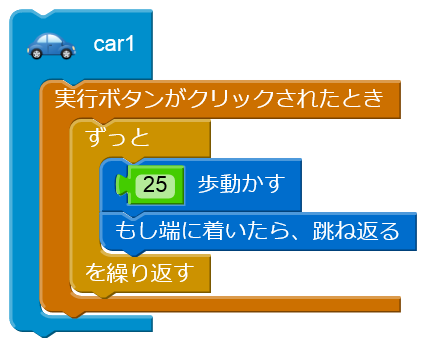 car1
実行ボタンがクリックされたとき
ずっと
25 歩動かす
もし端に着いたら、跳ね返る
を繰り返す